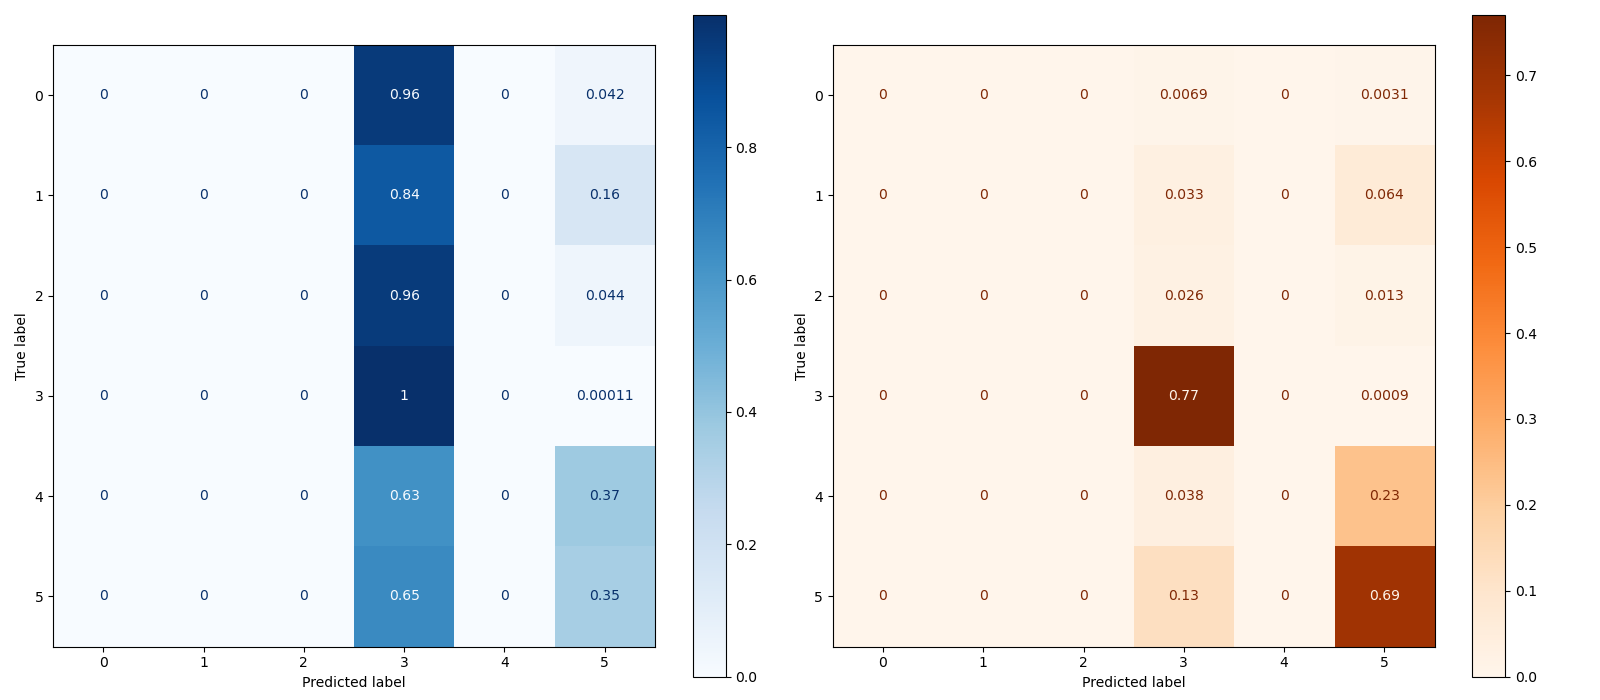 0 0 0 0 0.96 0 0.042
1 0 0 0 0.84 0 0.16
2 0 0 0 0.96 0 0.044
3 0 0 0 1 0 0.00011
4 0 0 0 0.63 0 0.37
5 0 0 0 0.65 0 0.35
0 1 2 3 4 5
True label
Predicted label
0.8
0.6
0.4
0.2
0.0
0 0 0 0 0.0069 0 0.0031
1 0 0 0 0.033 0 0.064
2 0 0 0 0.026 0 0.013
3 0 0 0 0.77 0 0.0009
4 0 0 0 0.038 0 0.23
5 0 0 0 0.13 0 0.69
0 1 2 3 4 5
True label
Predicted label
0.7
0.6
0.5
0.4
0.3
0.2
0.1
0.0